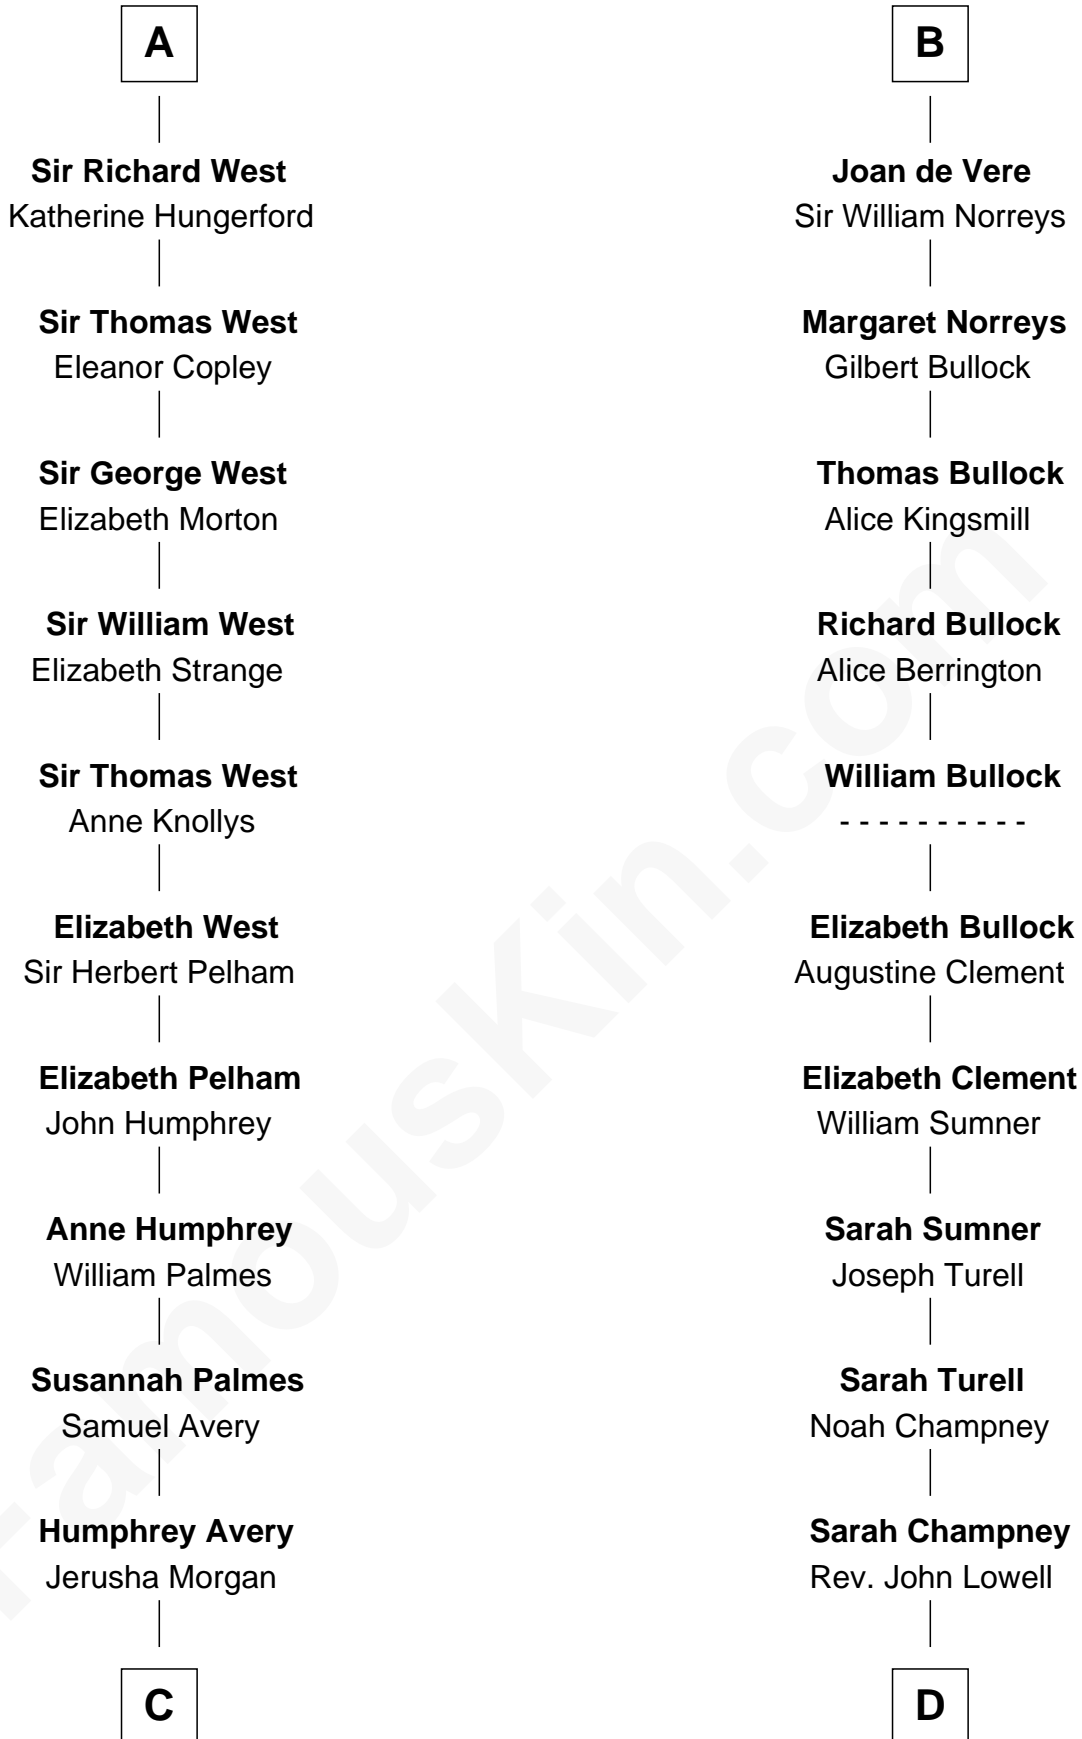 A
Sir Richard West
Katherine Hungerford
Sir Thomas West
Eleanor Copley
Sir George West
Elizabeth Morton
Sir William West
Elizabeth Strange
Sir Thomas West
Anne Knollys
Elizabeth West
Sir Herbert Pelham
Elizabeth Pelham
John Humphrey
Anne Humphrey
William Palmes
Susannah Palmes
Samuel Avery
Humphrey Avery
Jerusha Morgan
C
B
Joan de Vere
Sir William Norreys
Margaret Norreys
Gilbert Bullock
Thomas Bullock
Alice Kingsmill
Richard Bullock
Alice Berrington
William Bullock
- - - - - - - - - -
Elizabeth Bullock
Augustine Clement
Elizabeth Clement
William Sumner
Sarah Sumner
Joseph Turell
Sarah Turell
Noah Champney
Sarah Champney
Rev. John Lowell
D
FamousKin.com